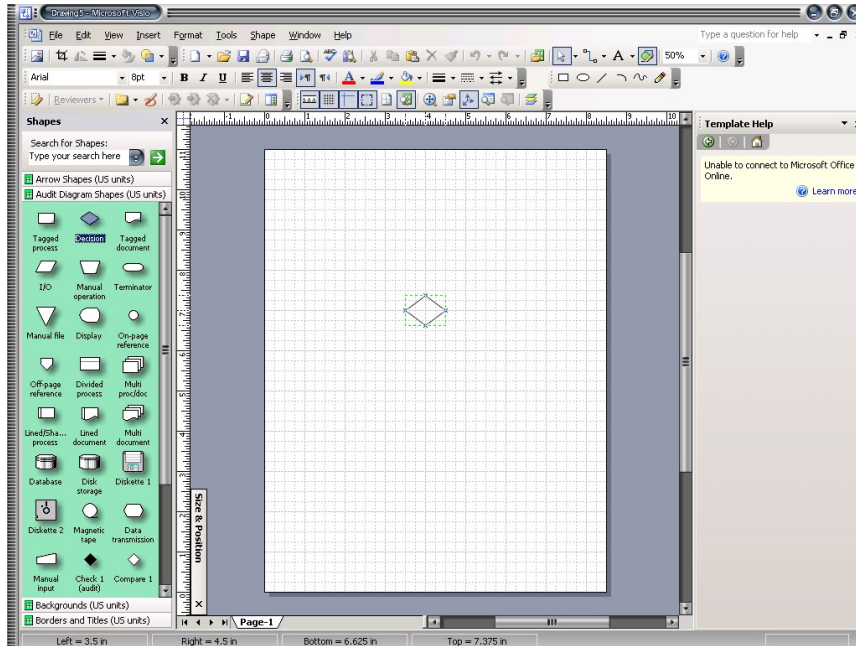 Drawing5 - Microsoft Visio
File Edit View Insert Format Tools Shape Window Help
Type a question for help
50%
Arial 8pt B I U A
Reviewers
Shapes
Search for Shapes:
Type your search here
Arrow Shapes (US units)
Audit Diagram Shapes (US units)
Tagged process
Decision
Tagged document
I/O
Manual operation
Terminator
Manual file
Display
On-page reference
Off-page reference
Divided process
Multi proc/doc
Lined/Sha... process
Lined document
Multi document
Database
Disk storage
Diskette 1
Diskette 2
Magnetic tape
Data transmission
Manual input
Check 1 (audit)
Compare 1
Backgrounds (US units)
Borders and Titles (US units)
Size & Position
Page-1
Template Help
Unable to connect to Microsoft Office
Online.
Learn more
Left = 3.5 in Right = 4.5 in Bottom = 6.625 in Top = 7.375 in